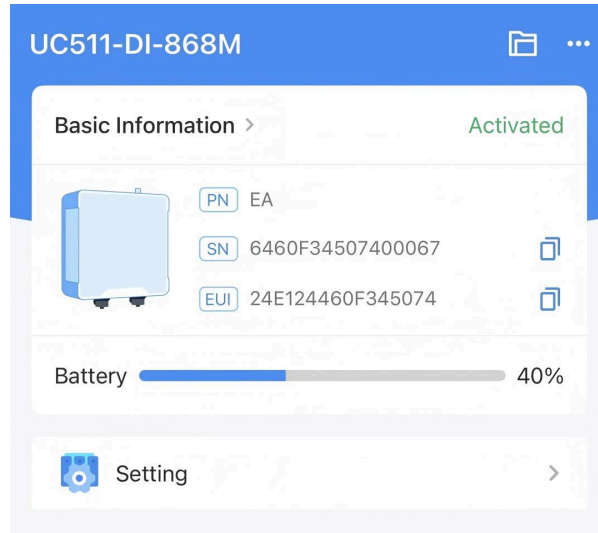 UC511-DI-868M
Basic Information
Activated
PN EA
SN 6460F34507400067
EUI 24E124460F345074
Battery 40%
Setting